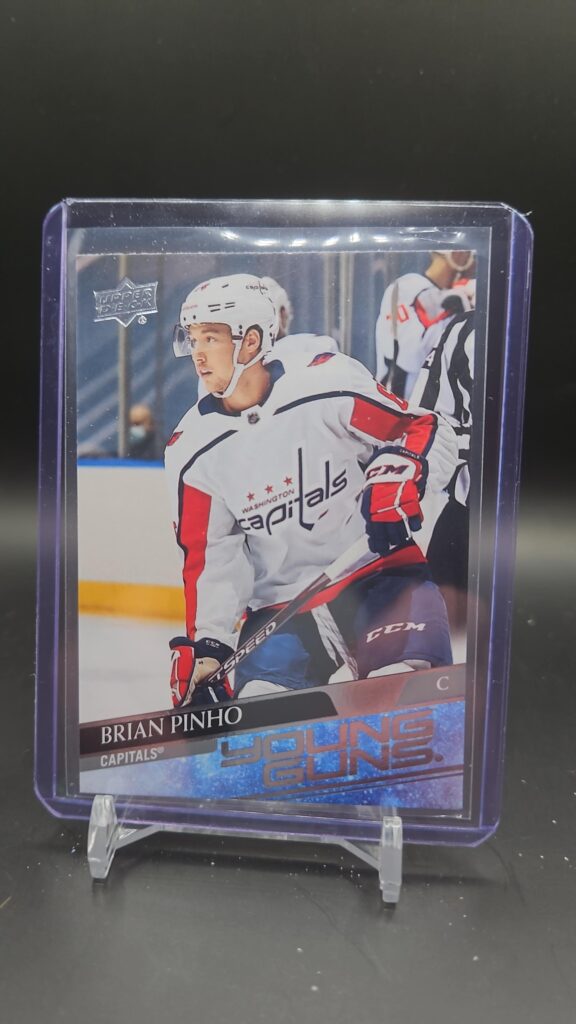 UPPER
DECK
WASHINGTON
capitals
CCM
CCM
SPEED
BRIAN PINHO
CAPITALS®
C
YOUNG
GUNS.